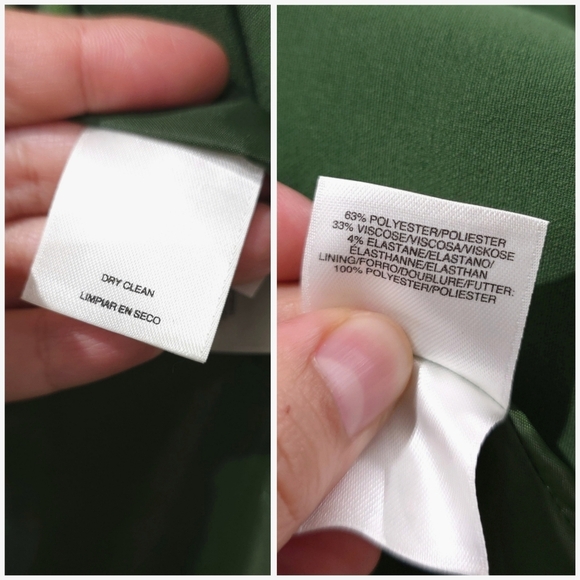 DRY CLEAN
LIMPIAR EN SECO
63% POLYESTER/POLIESTER
33% VISCOSE/VISCOSA/VISKOSE
4% ELASTANE/ELASTANO/
ÉLASTHANNE/ELASTHAN
LINING/FORRO/DOUBLURE/FUTTER:
100% POLYESTER/POLIESTER